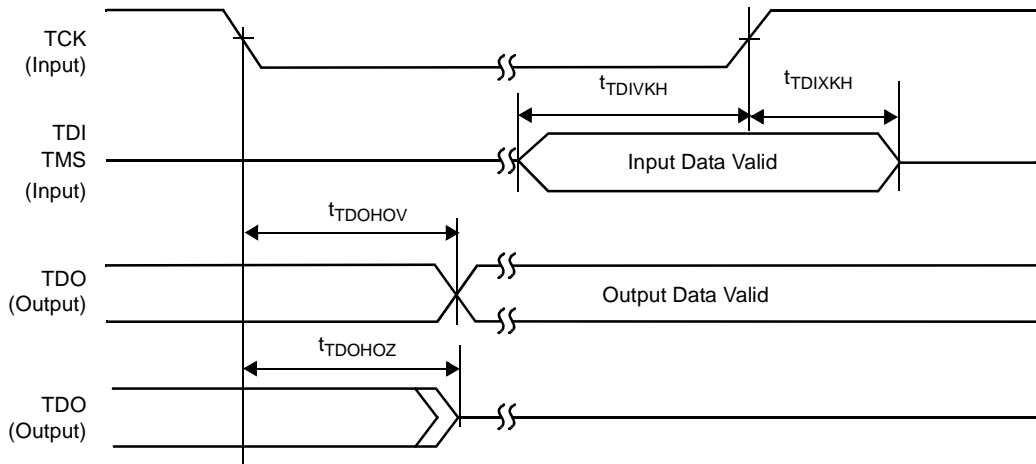 TCK
(Input)
tTDIVKH
tTDIXKH
TDI
TMS
(Input)
Input Data Valid
tTDOHOV
TDO
(Output)
Output Data Valid
tTDOHOZ
TDO
(Output)